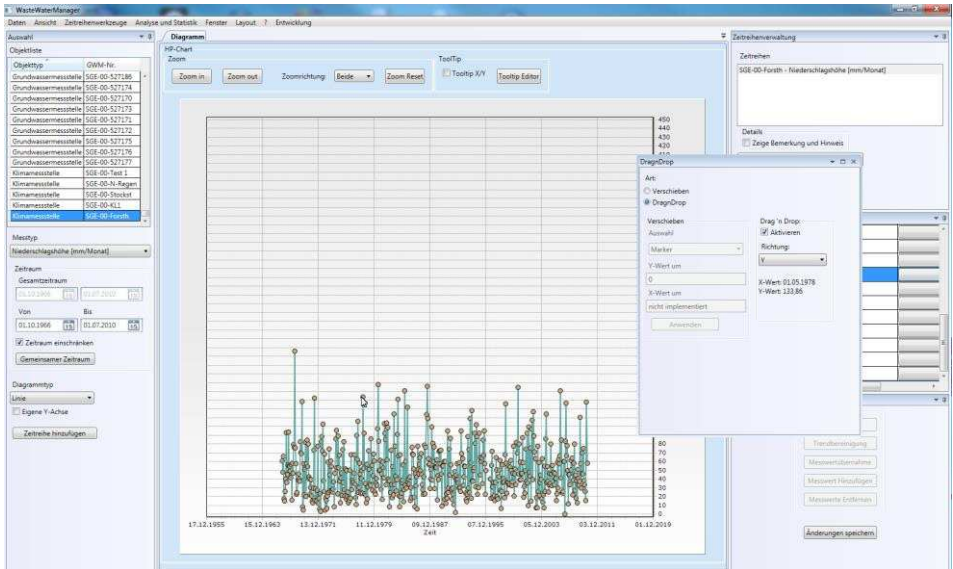 WasteWaterManager
Daten Ansicht Zeitreihenwerkzeuge Analyse und Statistik Fenster Layout ? Entwicklung
Auswahl
Objektliste
Objekttyp GWM-Nr.
Grundwassermessstelle SGE-00-527186
Grundwassermessstelle SGE-00-527174
Grundwassermessstelle SGE-00-527170
Grundwassermessstelle SGE-00-527173
Grundwassermessstelle SGE-00-527171
Grundwassermessstelle SGE-00-527172
Grundwassermessstelle SGE-00-527175
Grundwassermessstelle SGE-00-527176
Grundwassermessstelle SGE-00-527177
Klimamessstelle SGE-00-Test 1
Klimamessstelle SGE-00-N-Regen
Klimamessstelle SGE-00-Stockst
Klimamessstelle SGE-00-KL1
Klimamessstelle SGE-00-Forsth
Messtyp
Niederschlagshöhe [mm/Monat]
Zeitraum
Gesamtzeitraum
01.10.1966 01.07.2010
Von Bis
01.10.1966 01.07.2010
Zeitraum einschränken
Gemeinsamer Zeitraum
Diagrammtyp
Linie
Eigene Y-Achse
Zeitreihe hinzufügen
Diagramm
HP-Chart
Zoom
Zoom in Zoom out Zoomrichtung: Beide Zoom Reset
ToolTip
Tooltip X/Y Tooltip Editor
450
440
430
420
410
80
70
60
50
40
30
20
10
0
17.12.1955 15.12.1963 13.12.1971 11.12.1979 09.12.1987 07.12.1995 05.12.2003 03.12.2011 01.12.2019
Zeit
Zeitreihenverwaltung
Zeitreihen
SGE-00-Forsth - Niederschlagshöhe [mm/Monat]
Details
Zeige Bemerkung und Hinweis
DragnDrop
Art:
Verschieben
DragnDrop
Verschieben
Auswahl
Marker
Y-Wert um
0
X-Wert um
nicht implementiert
Anwenden
Drag 'n Drop:
Aktivieren
Richtung:
Y
X-Wert: 01.05.1978
Y-Wert: 133,86
Trendbereinigung
Messwertübernahme
Messwert Hinzufügen
Messwerte Entfernen
Änderungen speichern